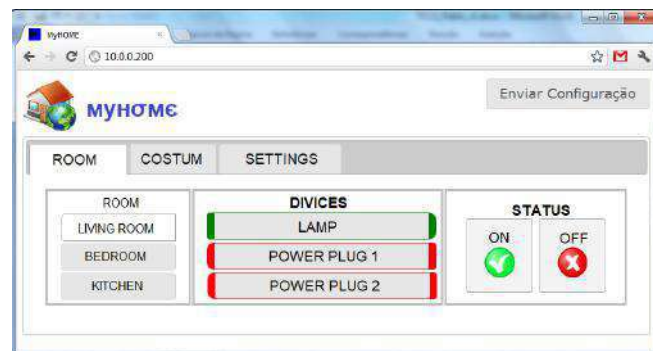 MYHOME
10.0.0.200
мүнσмє
Enviar Configuração
ROOM COSTUM SETTINGS
ROOM
LIVING ROOM
BEDROOM
KITCHEN
DIVICES
LAMP
POWER PLUG 1
POWER PLUG 2
STATUS
ON OFF